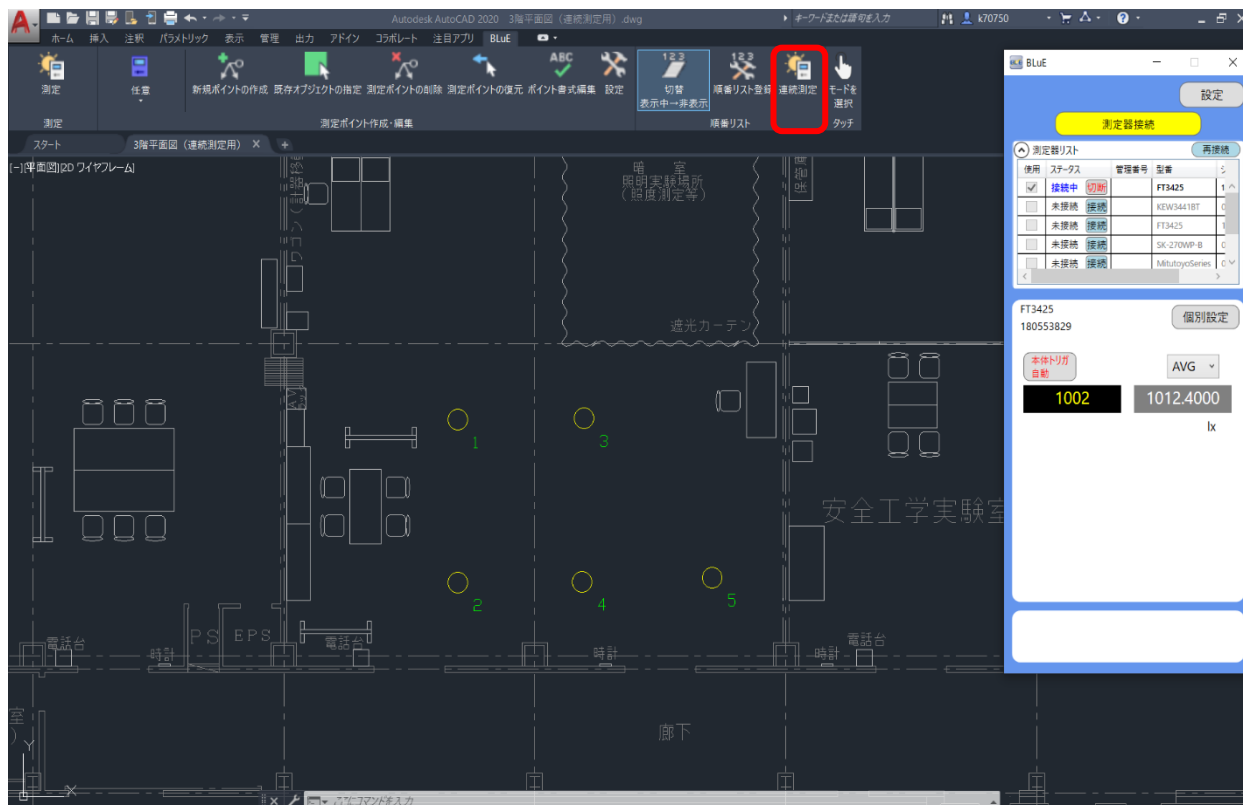 Autodesk AutoCAD 2020 3階平面図（連続測定用）.dwg
キーワードまたは語句を入力
k70750
ホーム 挿入 注釈 パラメトリック 表示 管理 出力 アドイン コラボレート 注目アプリ BLuE
測定
任意
新規ポイントの作成
既存オブジェクトの指定
測定ポイントの削除
測定ポイントの復元
ABC
ポイント書式編集
設定
123
切替
表示中→非表示
123
順番リスト登録
連続測定
モードを
選択
測定
測定ポイント作成・編集
順番リスト
タッチ
スタート
3階平面図（連続測定用）
[-][平面図][2D ワイヤフレーム]
暗 室
照明実験場所
（照度測定等）
遮光カーテン
1
3
2
4
5
安全工学実験室
PS
EPS
電話台
時計
電話台
時計
電話台
時計
廊下
Y
X
ここにコマンドを入力
BLuE
設定
測定器接続
測定器リスト
再接続
使用 ステータス 管理番号 型番
接続中 切断 FT3425
未接続 接続 KEW3441BT
未接続 接続 FT3425
未接続 接続 SK-270WP-B
未接続 接続 MitutoyoSeries
FT3425
180553829
個別設定
本体トリガ
自動
AVG
1002
1012.4000
lx